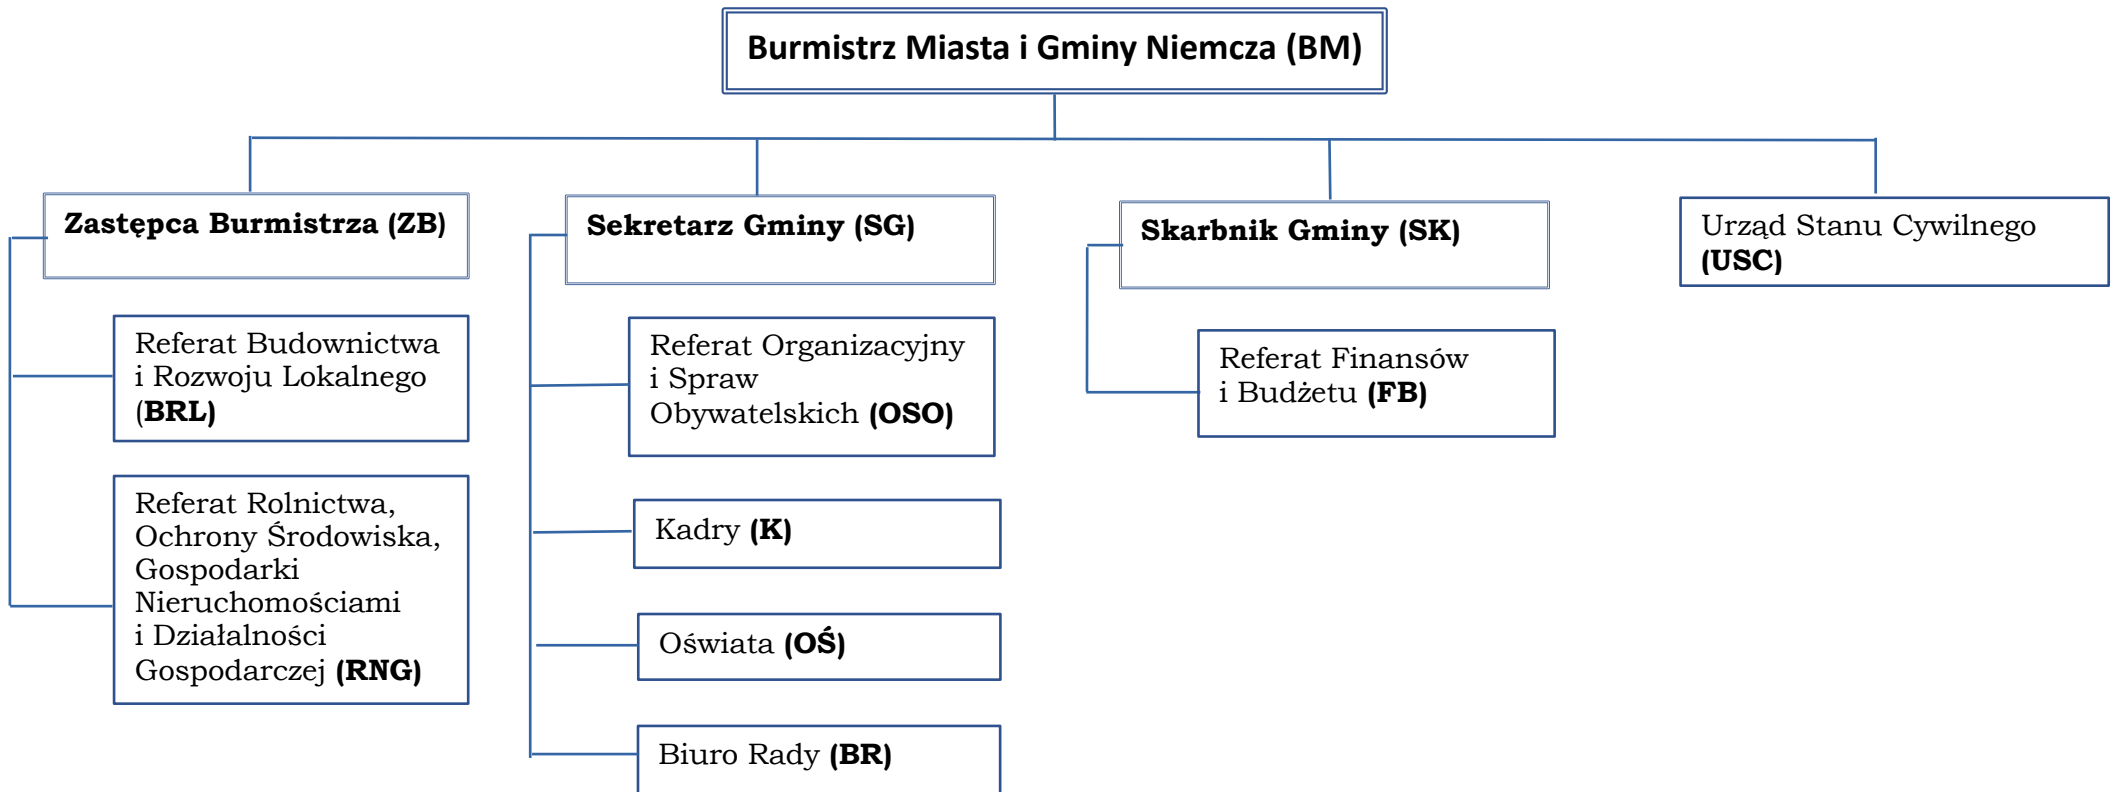 Burmistrz Miasta i Gminy Niemcza (BM)
Zastępca Burmistrza (ZB)
Referat Budownictwa
i Rozwoju Lokalnego
(BRL)
Referat Rolnictwa,
Ochrony Środowiska,
Gospodarki
Nieruchomościami
i Działalności
Gospodarczej (RNG)
Sekretarz Gminy (SG)
Referat Organizacyjny
i Spraw
Obywatelskich (OSO)
Kadry (K)
Oświata (OŚ)
Biuro Rady (BR)
Skarbnik Gminy (SK)
Referat Finansów
i Budżetu (FB)
Urząd Stanu Cywilnego
(USC)